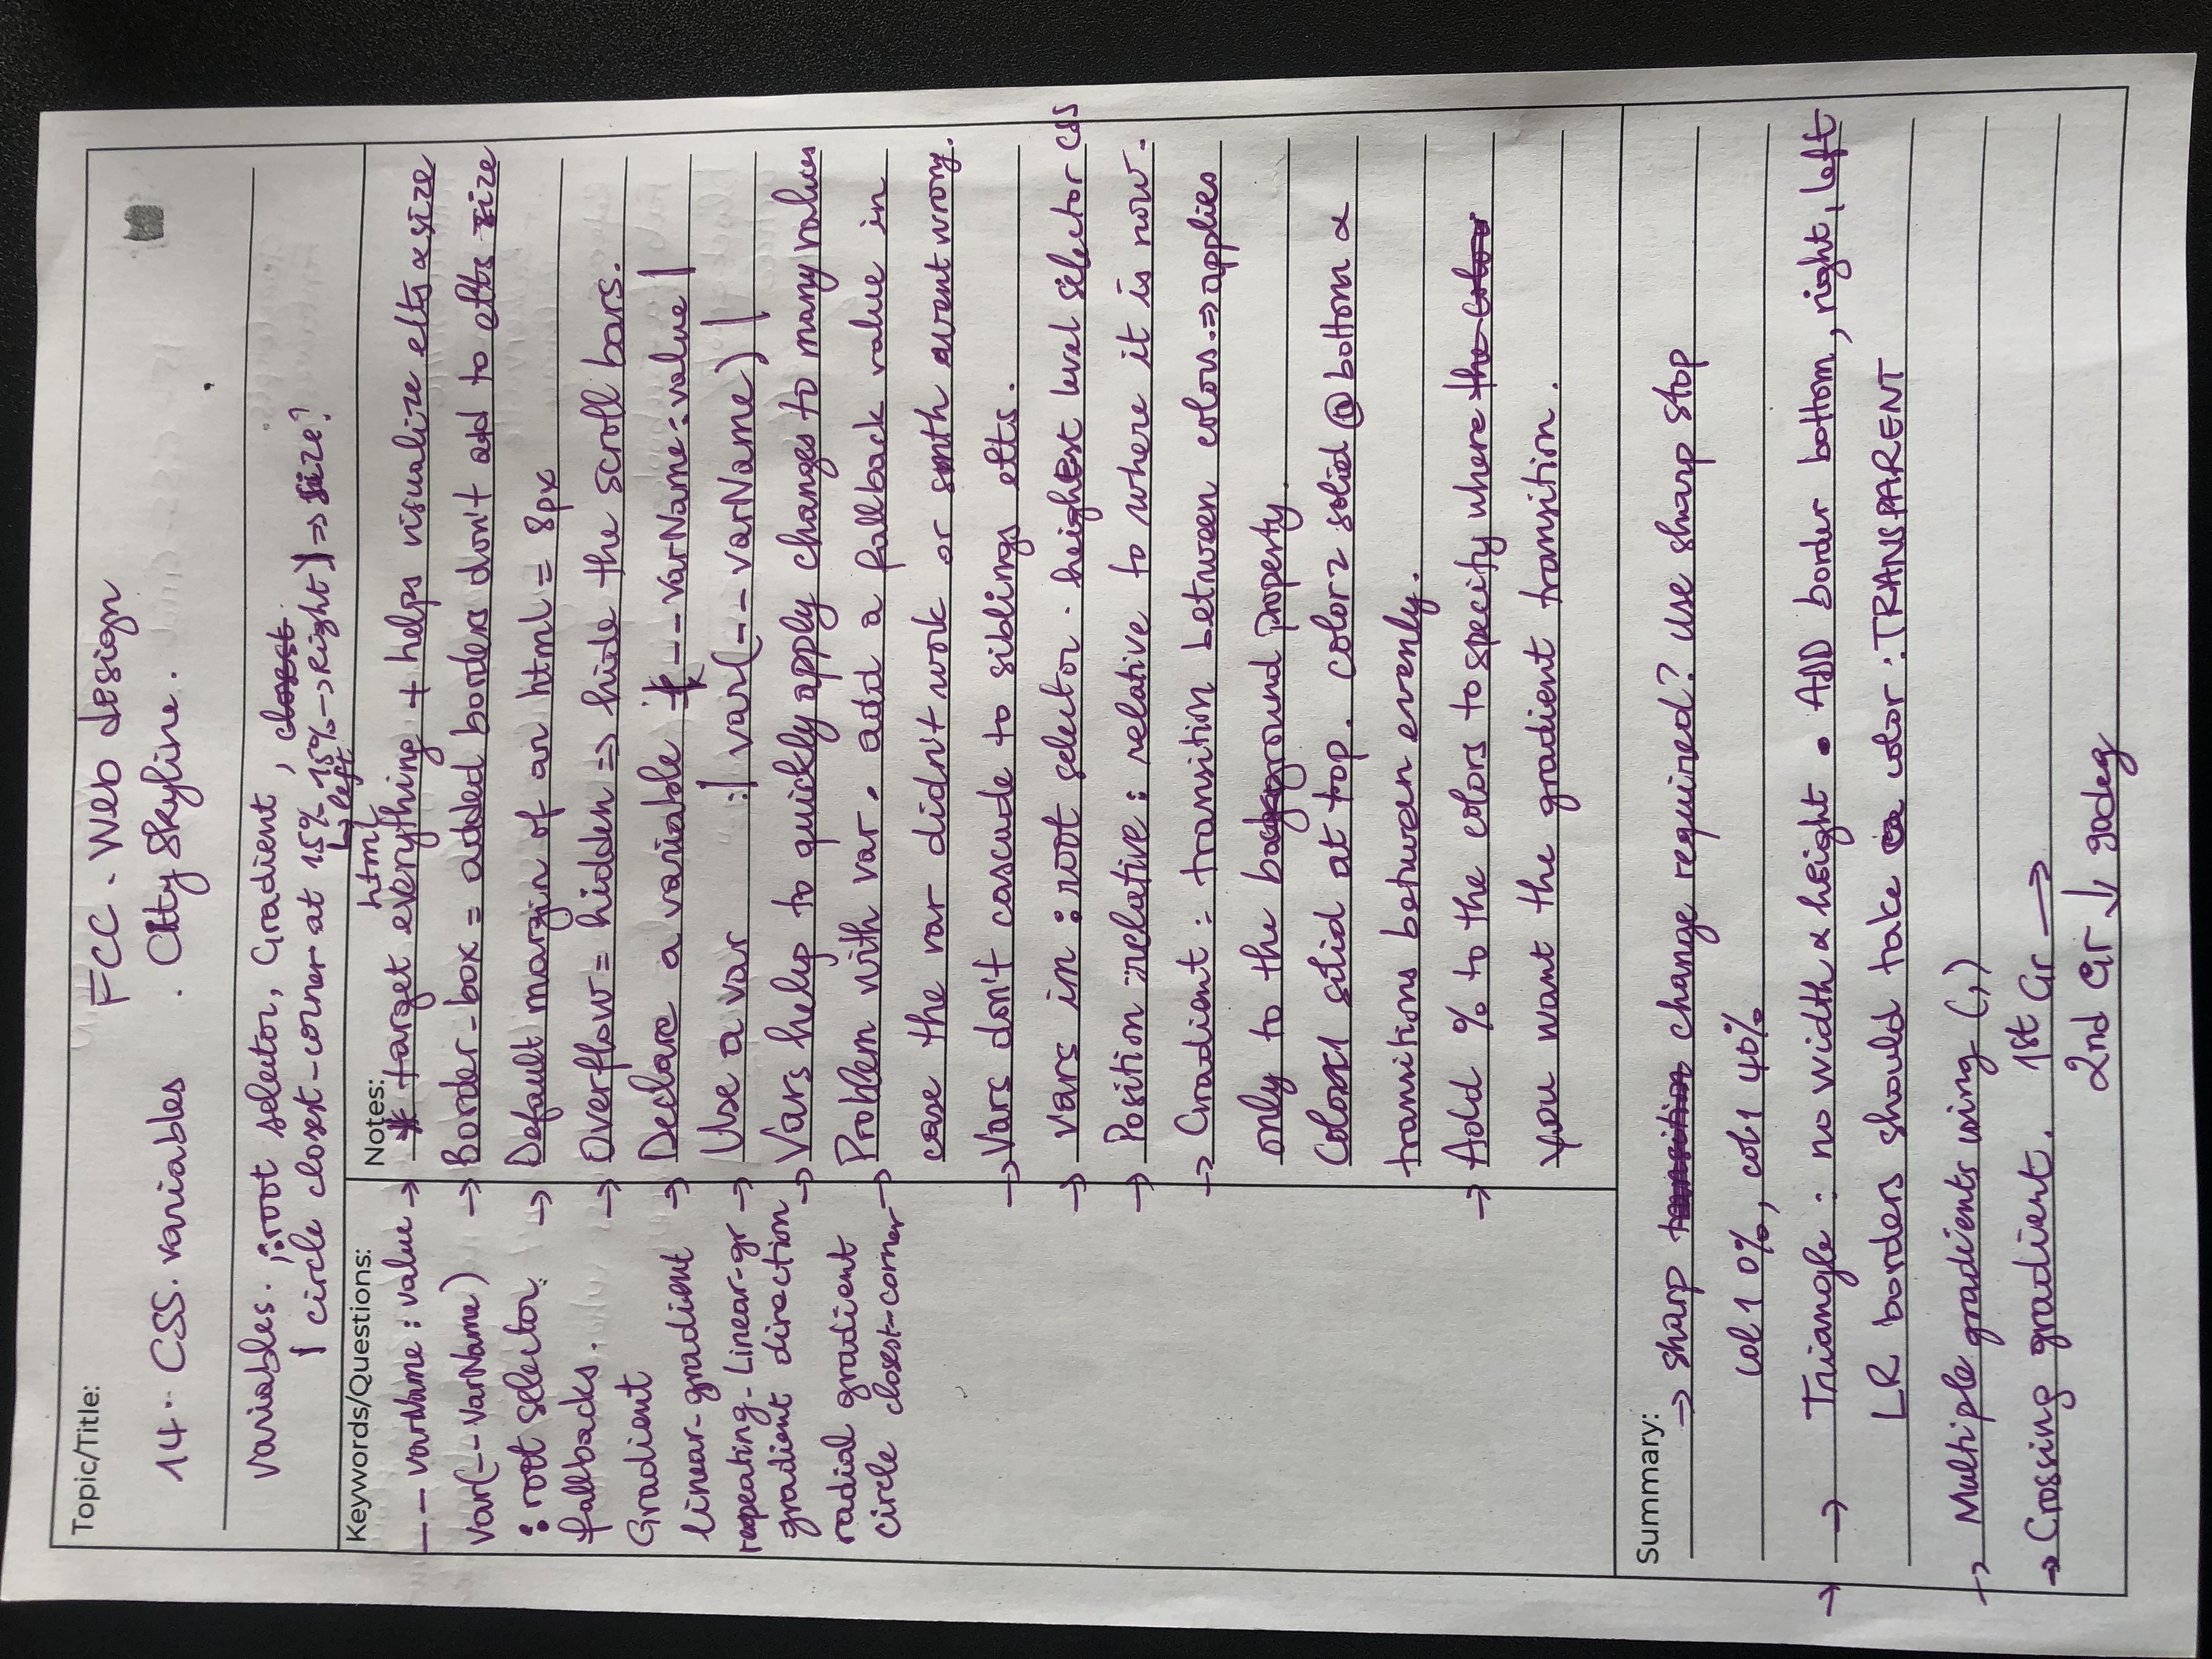 Topic/Title:
FCC. Web design
14.. CSS. variables . City Skyline.
Variables. , :root selector, Gradient, closest
| circle closest-corner at 15% 15% → Right | ⇒ size?
↳ left
Keywords/Questions:
-- varName : value
var(-- VarName)
: root selector.
fallbacks.
Gradient
linear-gradient
repeating-Linear-gr
gradient direction
radial gradient
circle closest-corner
Notes:
html
→ * target everything + helps visualize elts & size
→ Border-box = added borders don't add to elts size
→ Default margin of an html = 8px
→ Overflow = hidden ⇒ hide the scroll bars.
→ Declare a variable | -- VarName : value |
→ Use a var :| var(-- varName) |
→ Vars help to quickly apply changes to many values
→ Problem with var. add a fallback value in
case the var didn't work or smth went wrong.
→ Vars don't cascade to siblings elts.
→ Vars in :root selector. heighest level selector CSS
→ Position :relative : relative to where it is now.
→ Gradient : transition between colors. ⇒ applies
only to the background property.
Color1 solid at top. color2 solid @ bottom &
transitions between evenly.
→ Add % to the colors to specify where the color
you want the gradient transition.
Summary:
→ sharp transition change required? Use sharp stop
col 1 0%, col 1 40%
→ → Triangle : no width & height . ADD border bottom, right, left
LR borders should take color : TRANSPARENT
→ Multiple gradients using (,)
→ Crossing gradient. 1st Gr →
2nd Gr ↓ 90deg